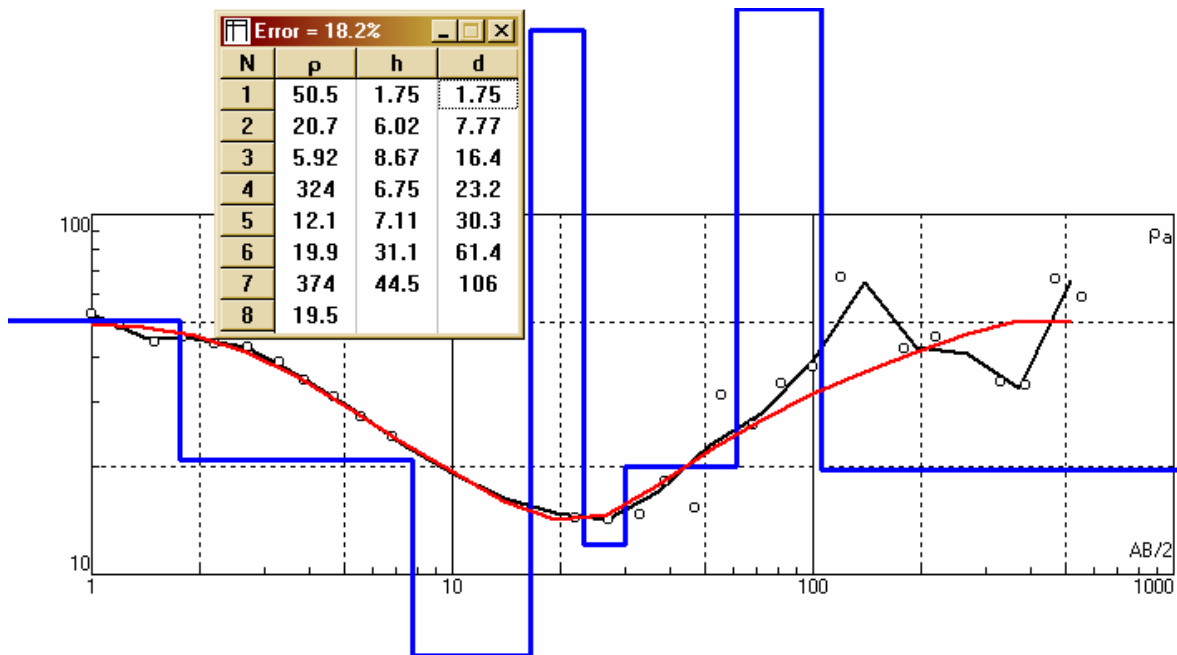 Error = 18.2%
N ρ h d
1 50.5 1.75 1.75
2 20.7 6.02 7.77
3 5.92 8.67 16.4
4 324 6.75 23.2
5 12.1 7.11 30.3
6 19.9 31.1 61.4
7 374 44.5 106
8 19.5
100
ρa
10
AB/2
1 10 100 1000